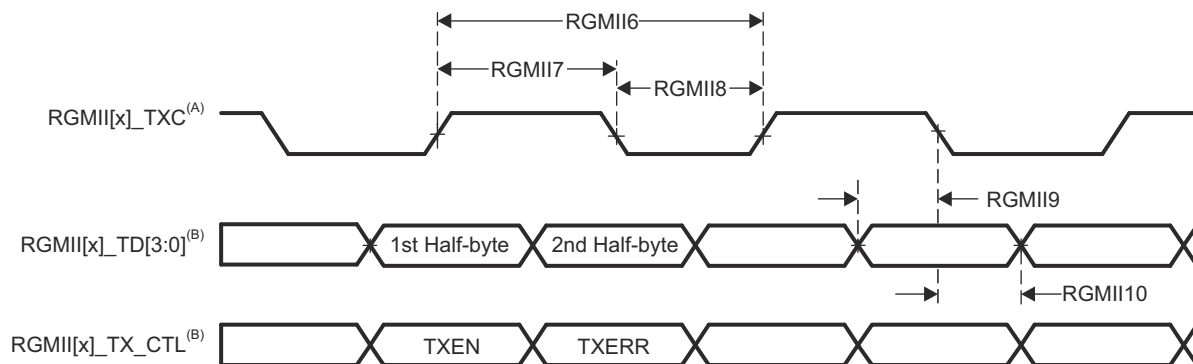 RGMII6
RGMII7
RGMII8
RGMII[x]_TXC(A)
RGMII9
RGMII[x]_TD[3:0](B)
1st Half-byte
2nd Half-byte
RGMII10
RGMII[x]_TX_CTL(B)
TXEN
TXERR